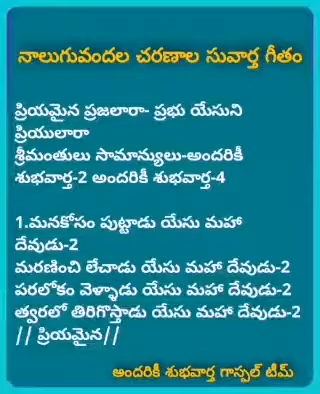 నాలుగువందల చరణాల సువార్త గీతం
ప్రియమైన ప్రజలారా- ప్రభు యేసుని
ప్రియులారా
శ్రీమంతులు సామాన్యులు-అందరికీ
శుభవార్త-2 అందరికీ శుభవార్త-4
1.మనకోసం పుట్టాడు యేసు మహా
దేవుడు-2
మరణించి లేచాడు యేసు మహా దేవుడు-2
పరలోకం వెళ్ళాడు యేసు మహా దేవుడు-2
త్వరలో తిరిగొస్తాడు యేసు మహా దేవుడు-2
// ప్రియమైన//
అందరికీ శుభవార్త గాస్పల్ టీమ్